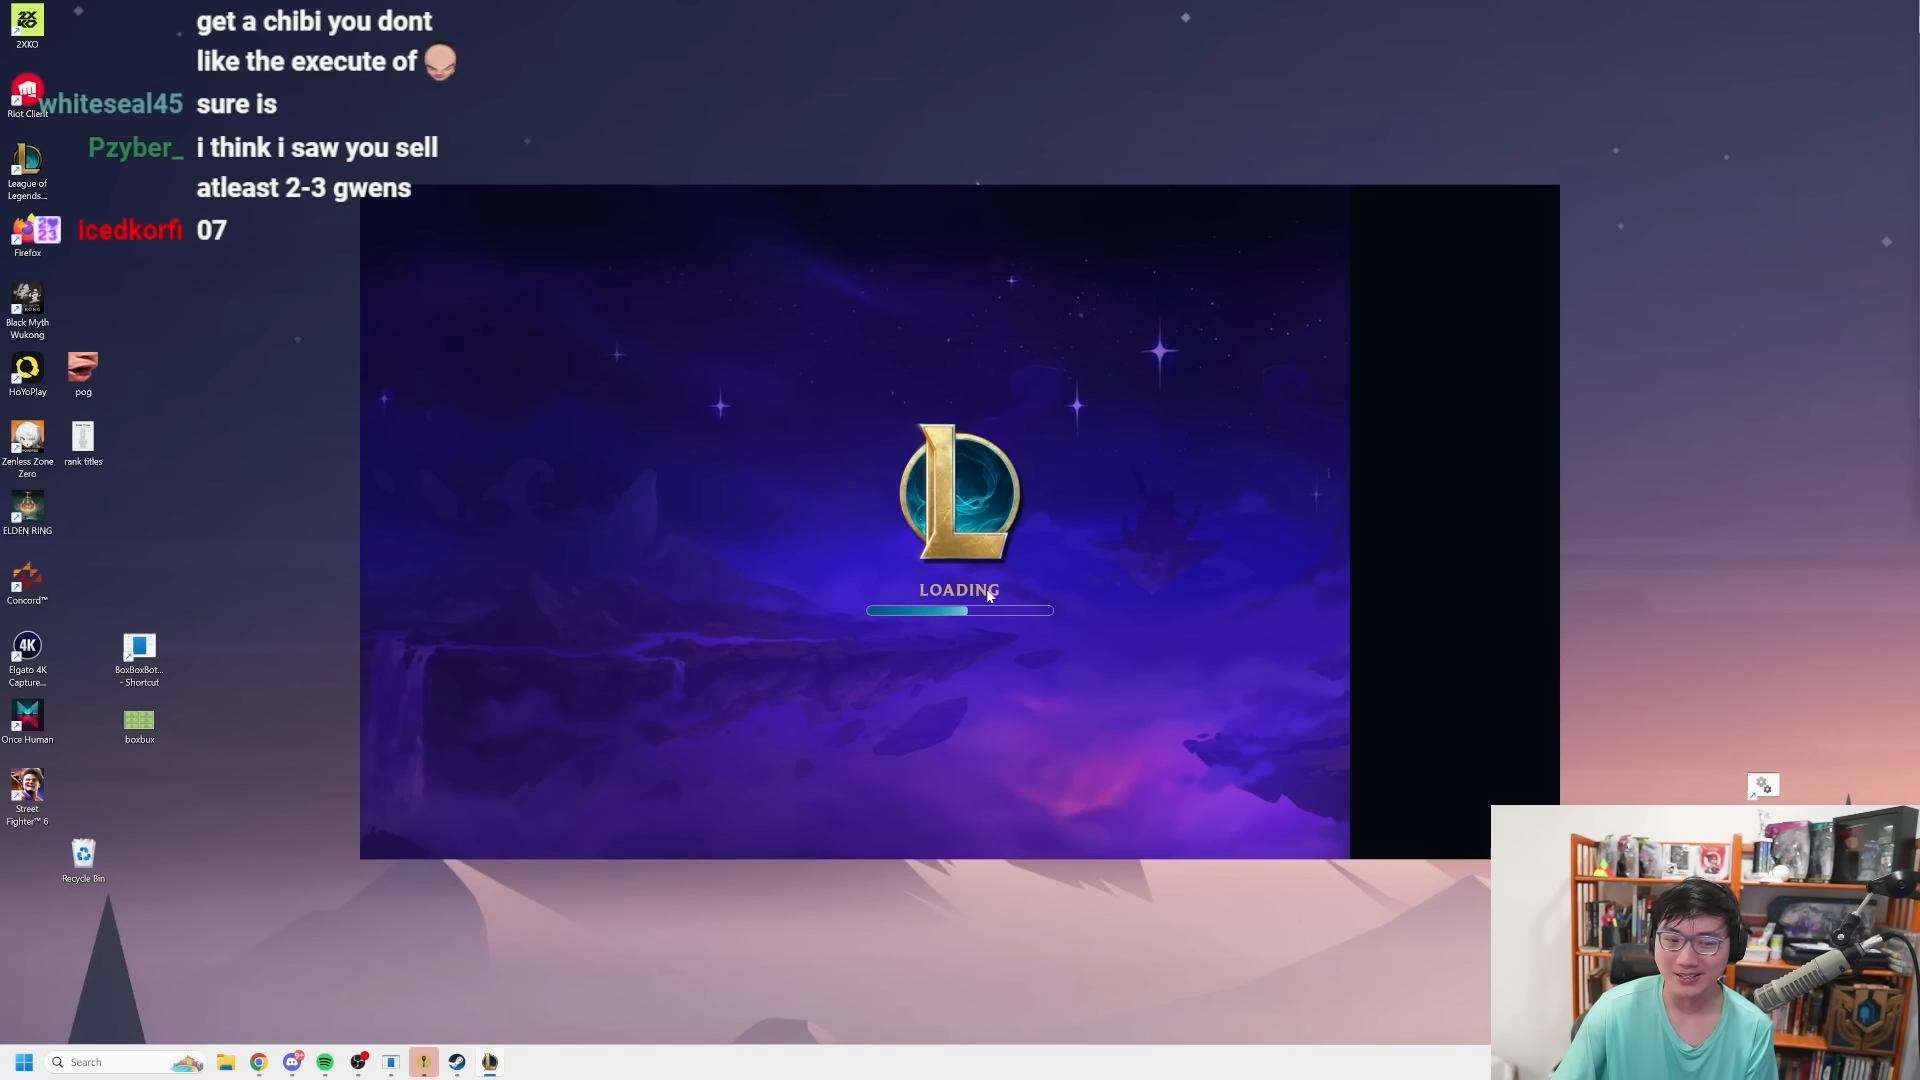 get a chibi you dont
like the execute of
whiteseal45 sure is
Pzyber_ i think i saw you sell
atleast 2-3 gwens
Icedkorfi 07
2XKO
Riot Client
League of
Legends...
Firefox
Black Myth
Wukong
HoYoPlay
pog
Zenless Zone
Zero
rank titles
ELDEN RING
Concord™
4K
Elgato 4K
Capture...
BoxBoxBot...
- Shortcut
Once Human
boxbux
Street
Fighter™ 6
Recycle Bin
LOADING
Search